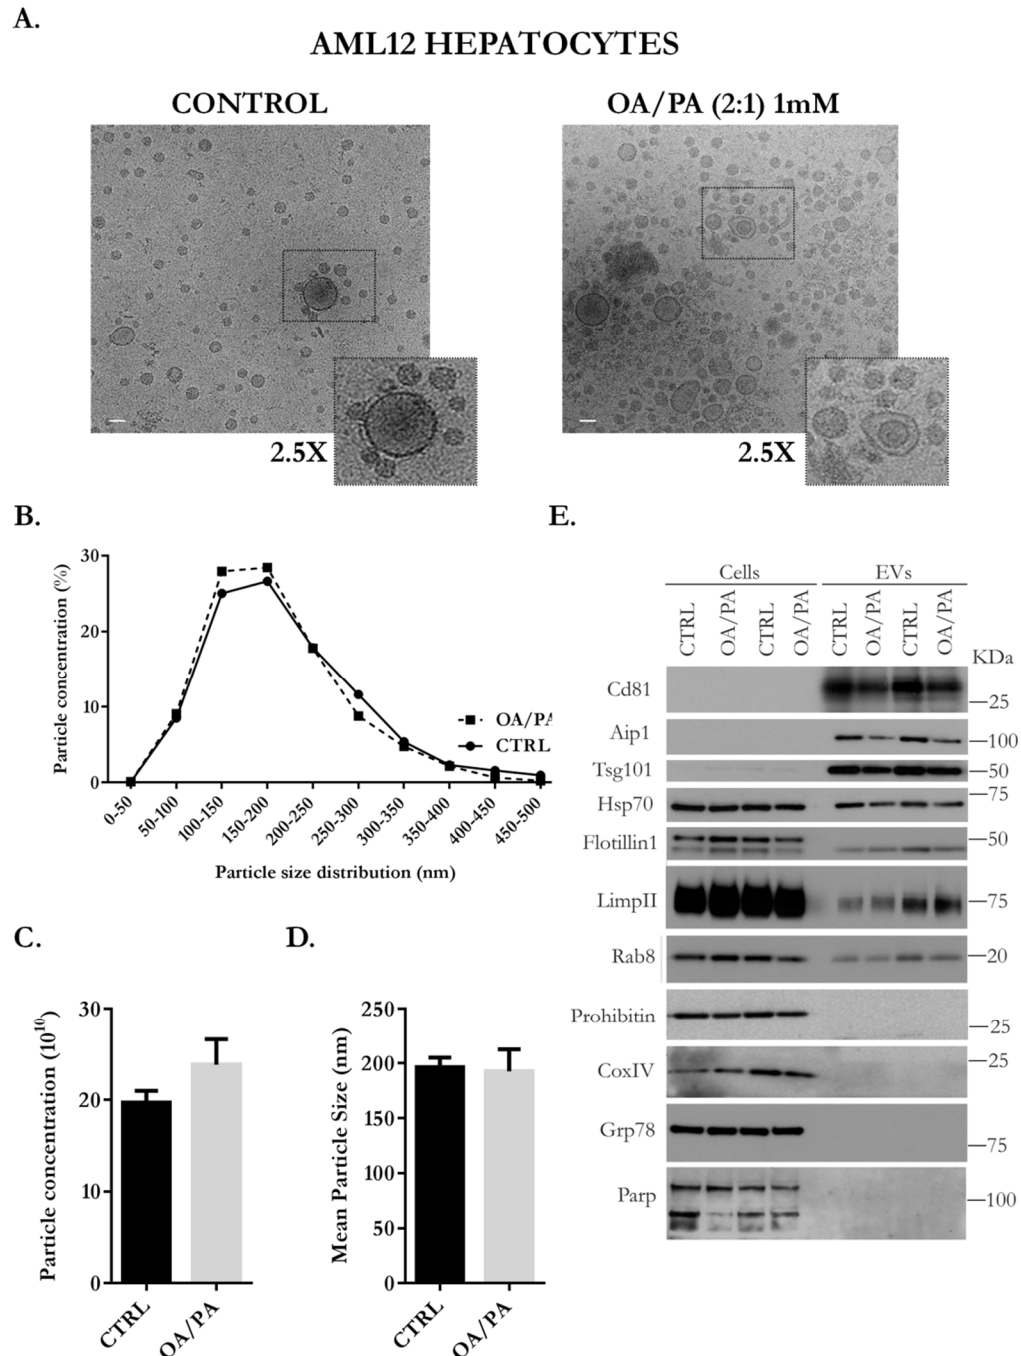 A.
AML12 HEPATOCYTES
CONTROL
OA/PA (2:1) 1mM
2.5X
2.5X
B.
Particle concentration (%)
30
20
10
0
OA/PA
CTRL
0-50
50-100
100-150
150-200
200-250
250-300
300-350
350-400
400-450
450-500
Particle size distribution (nm)
C.
Particle concentration (10¹⁰)
30
20
10
0
CTRL
OA/PA
D.
Mean Particle Size (nm)
250
200
150
100
50
0
CTRL
OA/PA
E.
Cells
EVs
CTRL
OA/PA
CTRL
OA/PA
CTRL
OA/PA
CTRL
OA/PA
KDa
Cd81
25
Aip1
100
Tsg101
50
Hsp70
75
Flotillin1
50
LimpII
75
Rab8
20
Prohibitin
25
CoxIV
25
Grp78
75
Parp
100